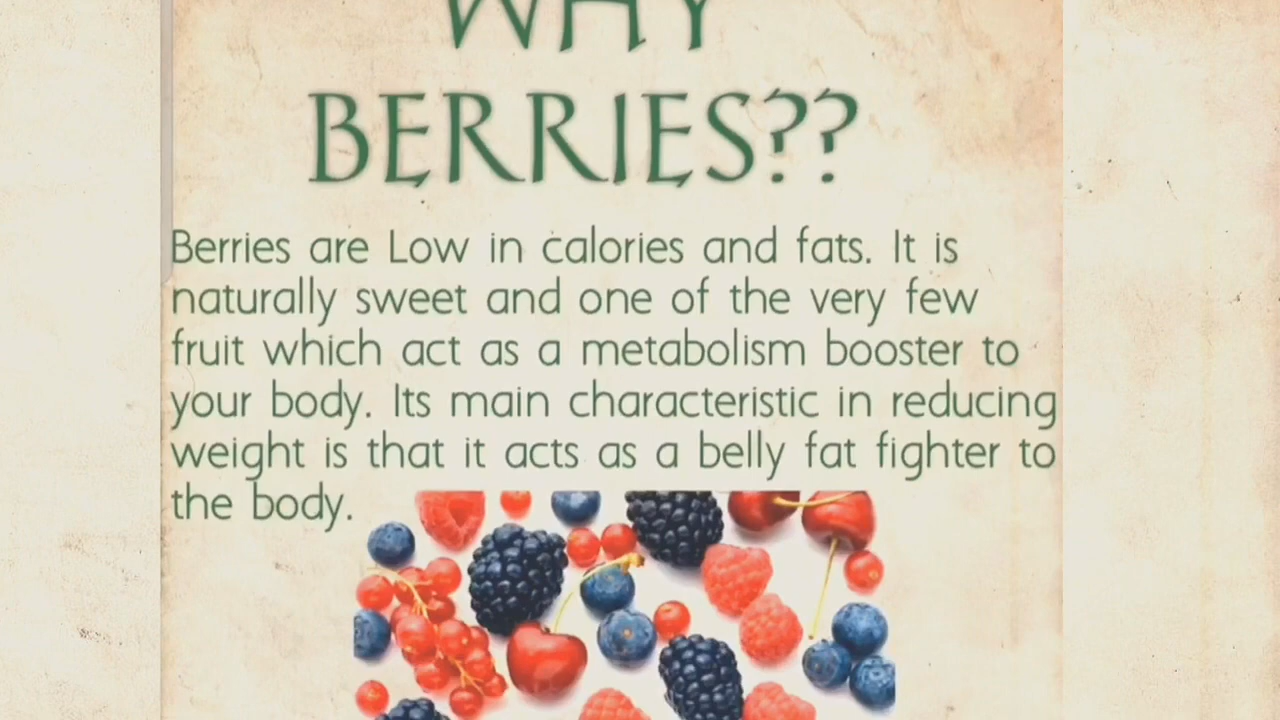 WHY
BERRIES??
Berries are Low in calories and fats. It is
naturally sweet and one of the very few
fruit which act as a metabolism booster to
your body. Its main characteristic in reducing
weight is that it acts as a belly fat fighter to
the body.